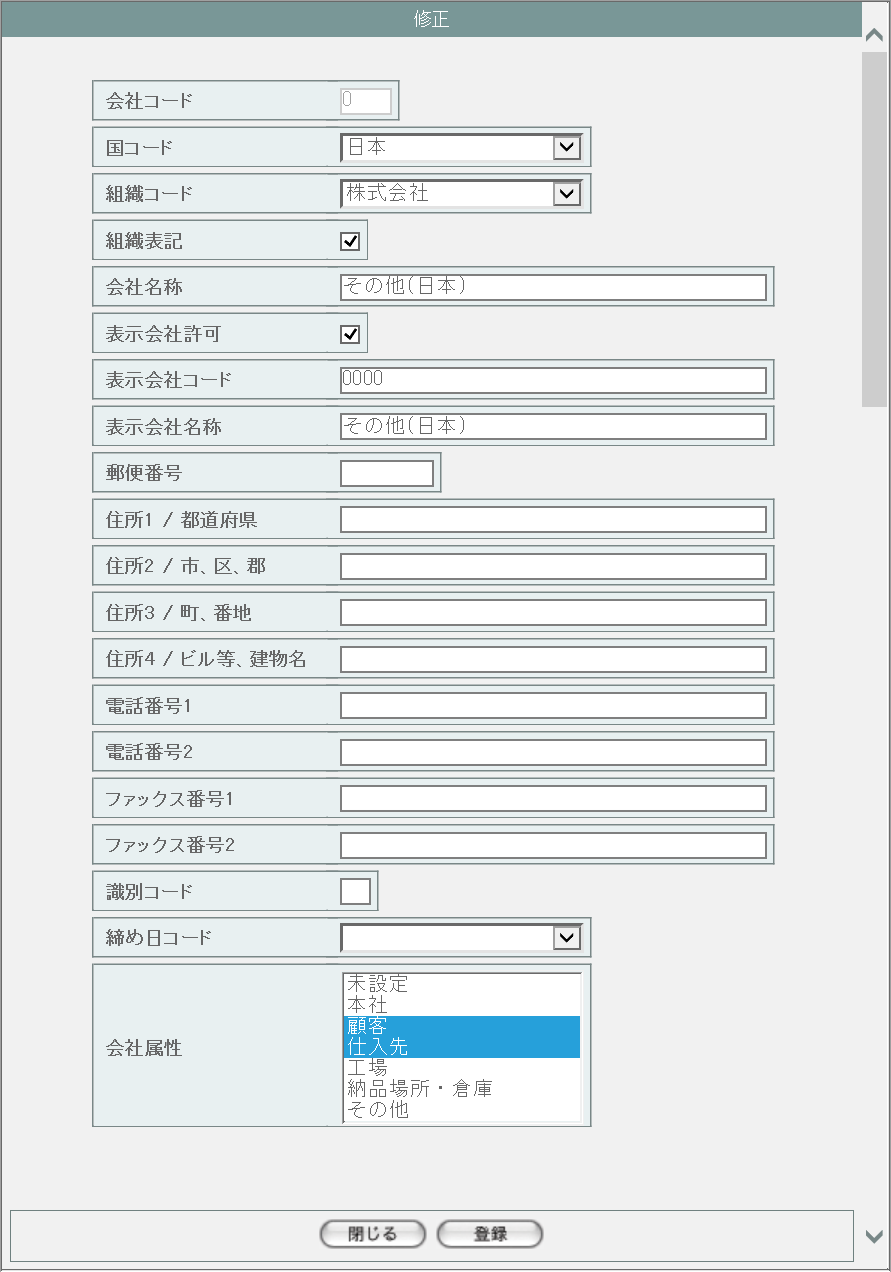 修正
会社コード 0
国コード 日本
組織コード 株式会社
組織表記
会社名称 その他(日本)
表示会社許可
表示会社コード 0000
表示会社名称 その他(日本)
郵便番号
住所1 / 都道府県
住所2 / 市、区、郡
住所3 / 町、番地
住所4 / ビル等、建物名
電話番号1
電話番号2
ファックス番号1
ファックス番号2
識別コード
締め日コード
会社属性
未設定
本社
顧客
仕入先
工場
納品場所・倉庫
その他
閉じる 登録